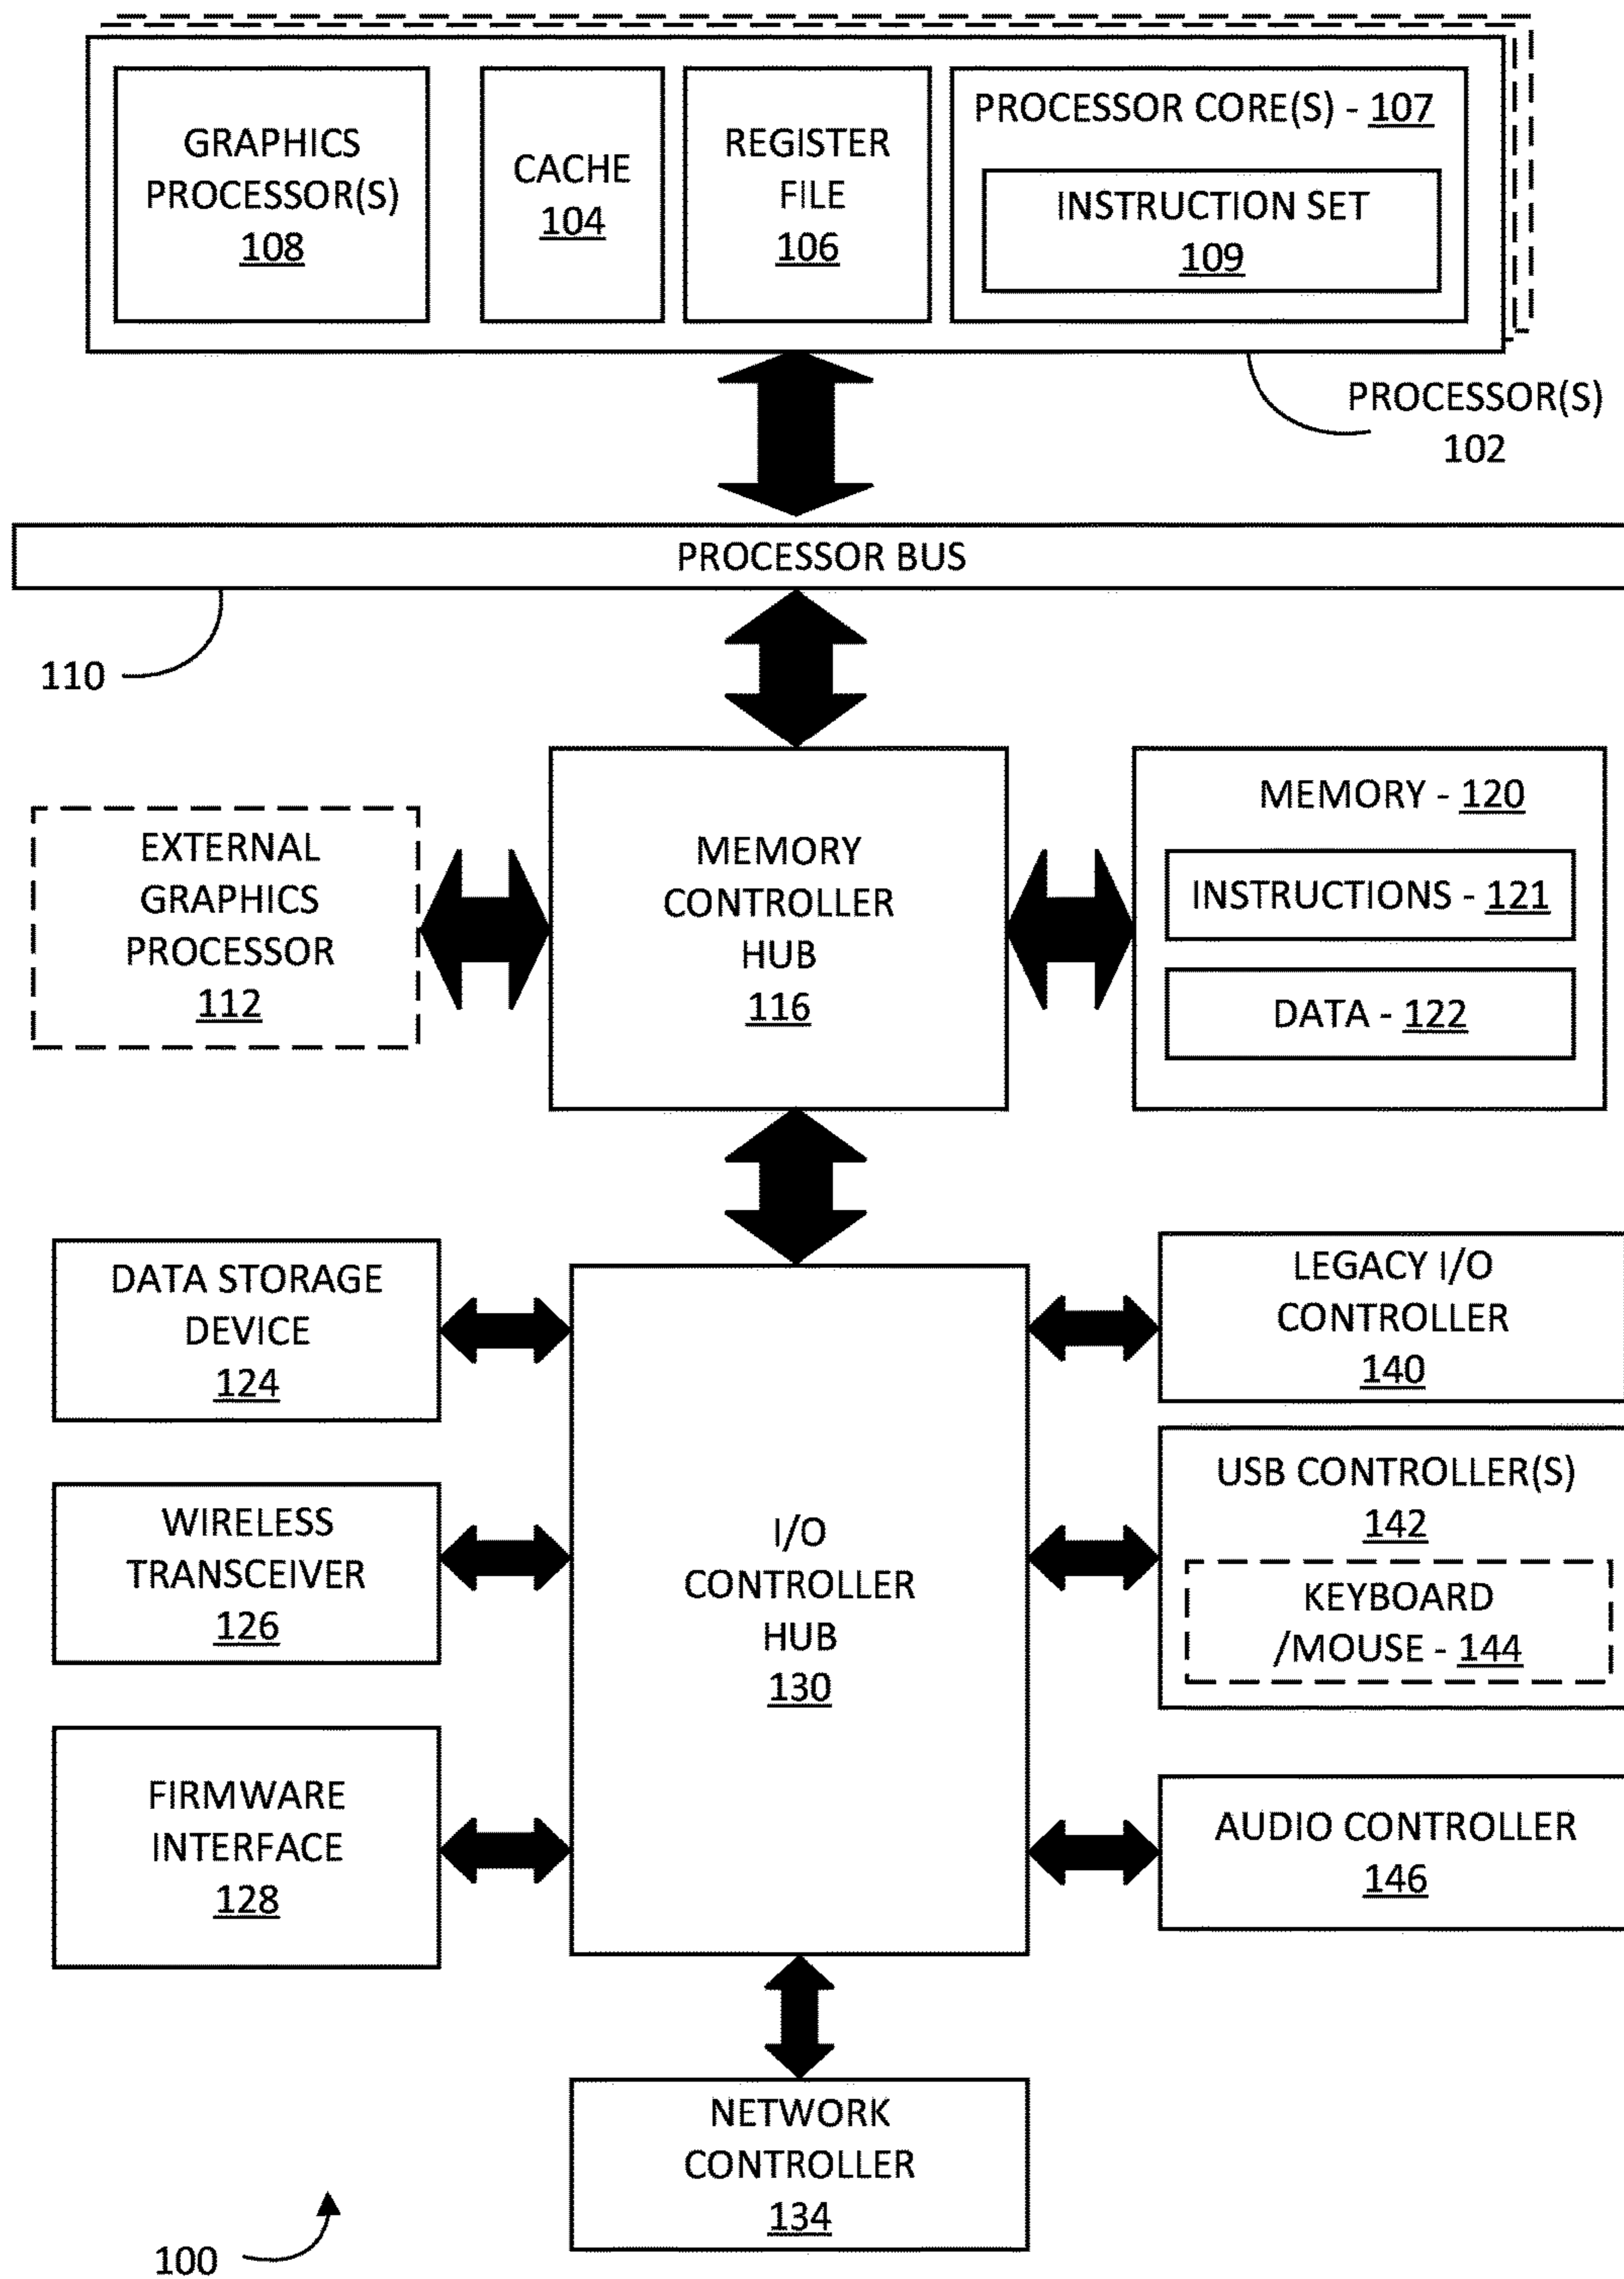 GRAPHICS
PROCESSOR(S)
108
CACHE
104
REGISTER
FILE
106
PROCESSOR CORE(S) - 107
INSTRUCTION SET
109
PROCESSOR(S)
102
PROCESSOR BUS
110
EXTERNAL
GRAPHICS
PROCESSOR
112
MEMORY
CONTROLLER
HUB
116
MEMORY - 120
INSTRUCTIONS - 121
DATA - 122
DATA STORAGE
DEVICE
124
WIRELESS
TRANSCEIVER
126
FIRMWARE
INTERFACE
128
I/O
CONTROLLER
HUB
130
LEGACY I/O
CONTROLLER
140
USB CONTROLLER(S)
142
KEYBOARD
/MOUSE - 144
AUDIO CONTROLLER
146
NETWORK
CONTROLLER
134
100